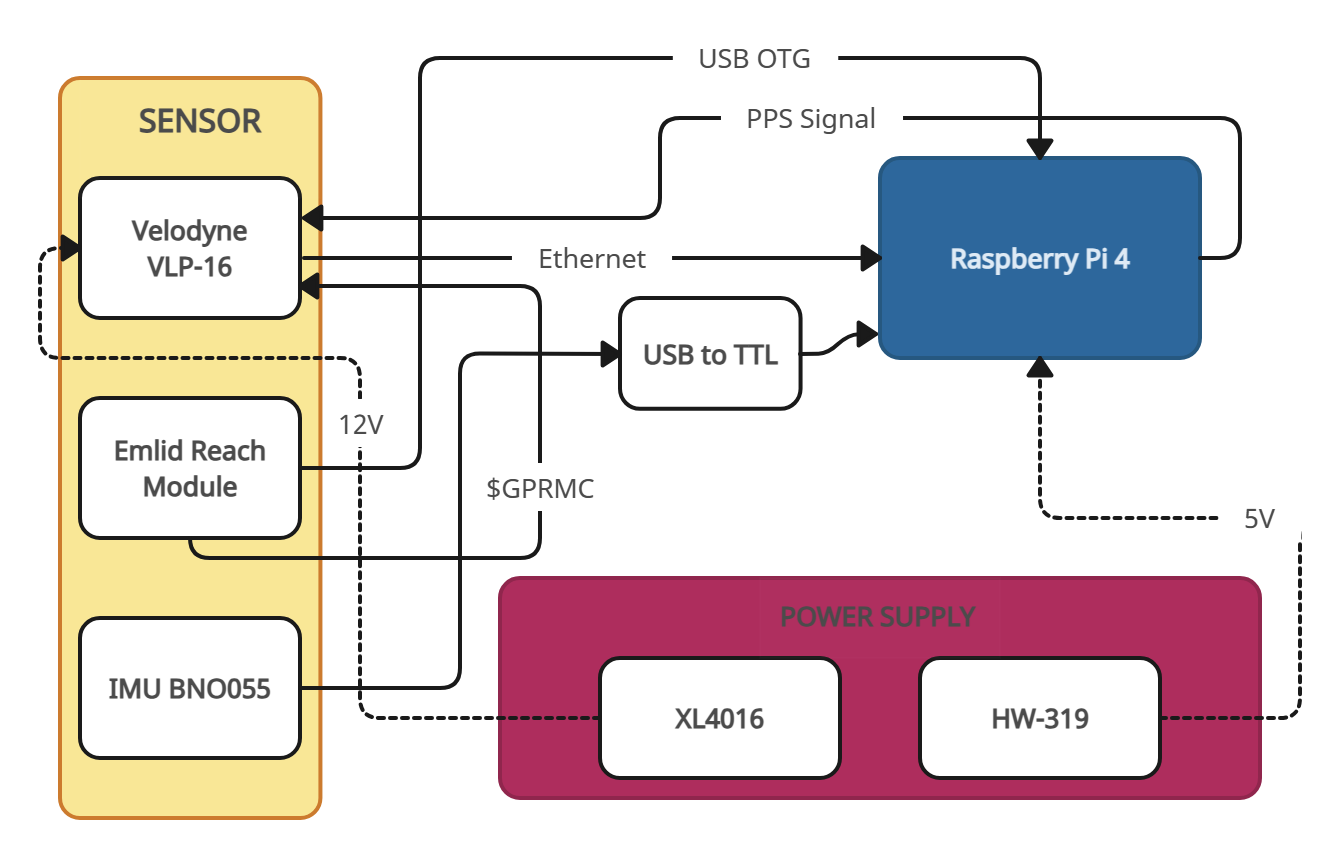 USB OTG
SENSOR
PPS Signal
Velodyne
VLP-16
Ethernet
Raspberry Pi 4
USB to TTL
12V
Emlid Reach
Module
$GPRMC
5V
POWER SUPPLY
IMU BNO055
XL4016
HW-319